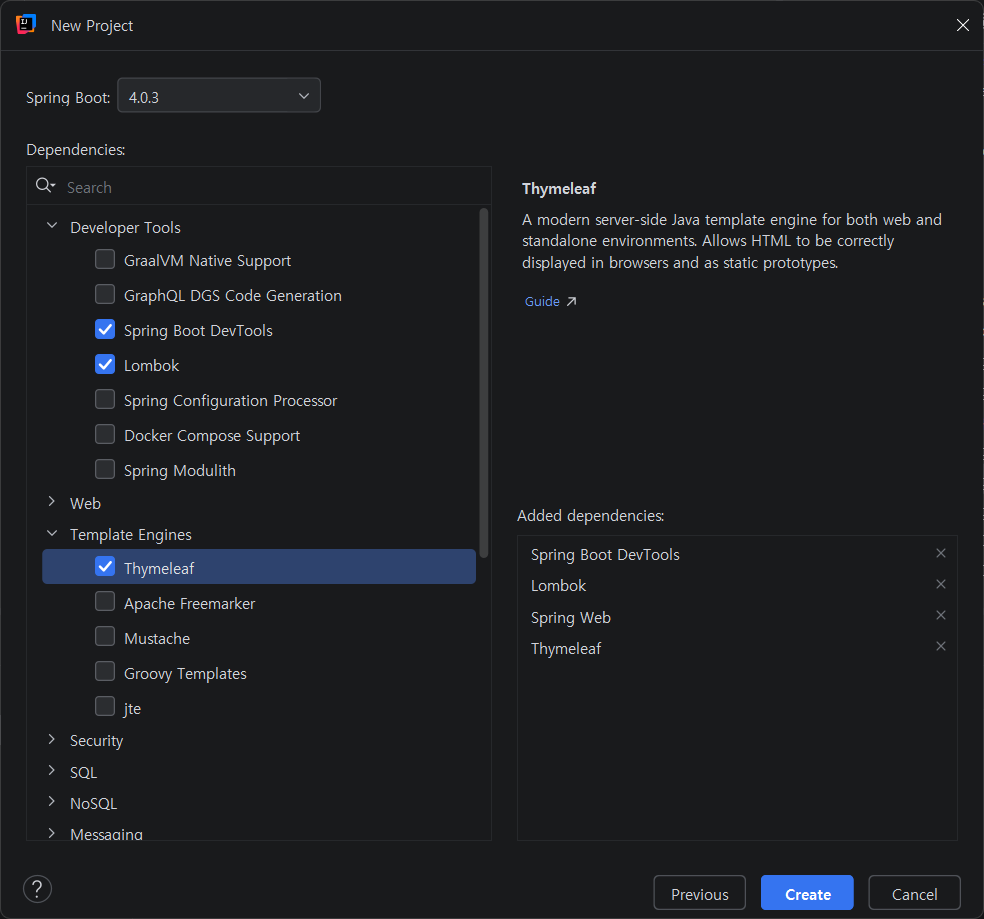 New Project
Spring Boot: 4.0.3
Dependencies:
Search
Developer Tools
GraalVM Native Support
GraphQL DGS Code Generation
Spring Boot DevTools
Lombok
Spring Configuration Processor
Docker Compose Support
Spring Modulith
Web
Template Engines
Thymeleaf
Apache Freemarker
Mustache
Groovy Templates
jte
Security
SQL
NoSQL
Messaging
Thymeleaf
A modern server-side Java template engine for both web and
standalone environments. Allows HTML to be correctly
displayed in browsers and as static prototypes.
Guide ↗
Added dependencies:
Spring Boot DevTools
Lombok
Spring Web
Thymeleaf
?
Previous
Create
Cancel